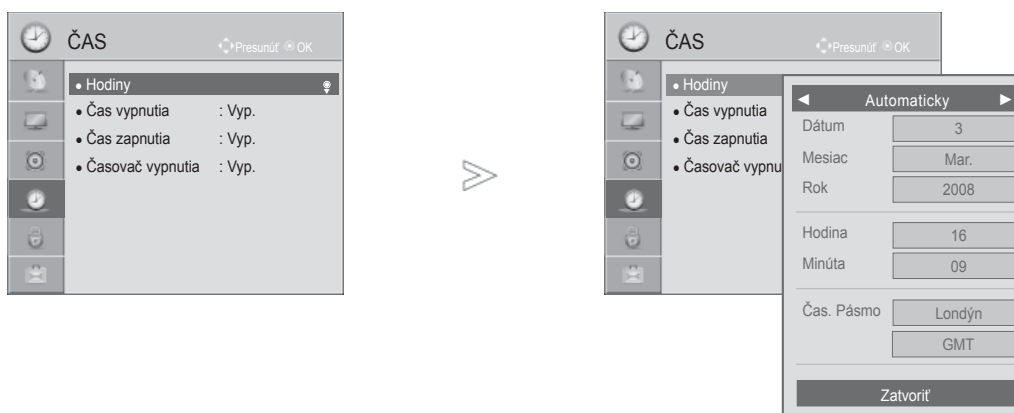 ČAS
Presunúť OK
• Hodiny
• Čas vypnutia : Vyp.
• Čas zapnutia : Vyp.
• Časovač vypnutia : Vyp.
ČAS
Presunúť OK
• Hodiny
• Čas vypnutia
• Čas zapnutia
• Časovač vypnu
◄ Automaticky ►
Dátum 3
Mesiac Mar.
Rok 2008
Hodina 16
Minúta 09
Čas. Pásmo Londýn
GMT
Zatvoriť